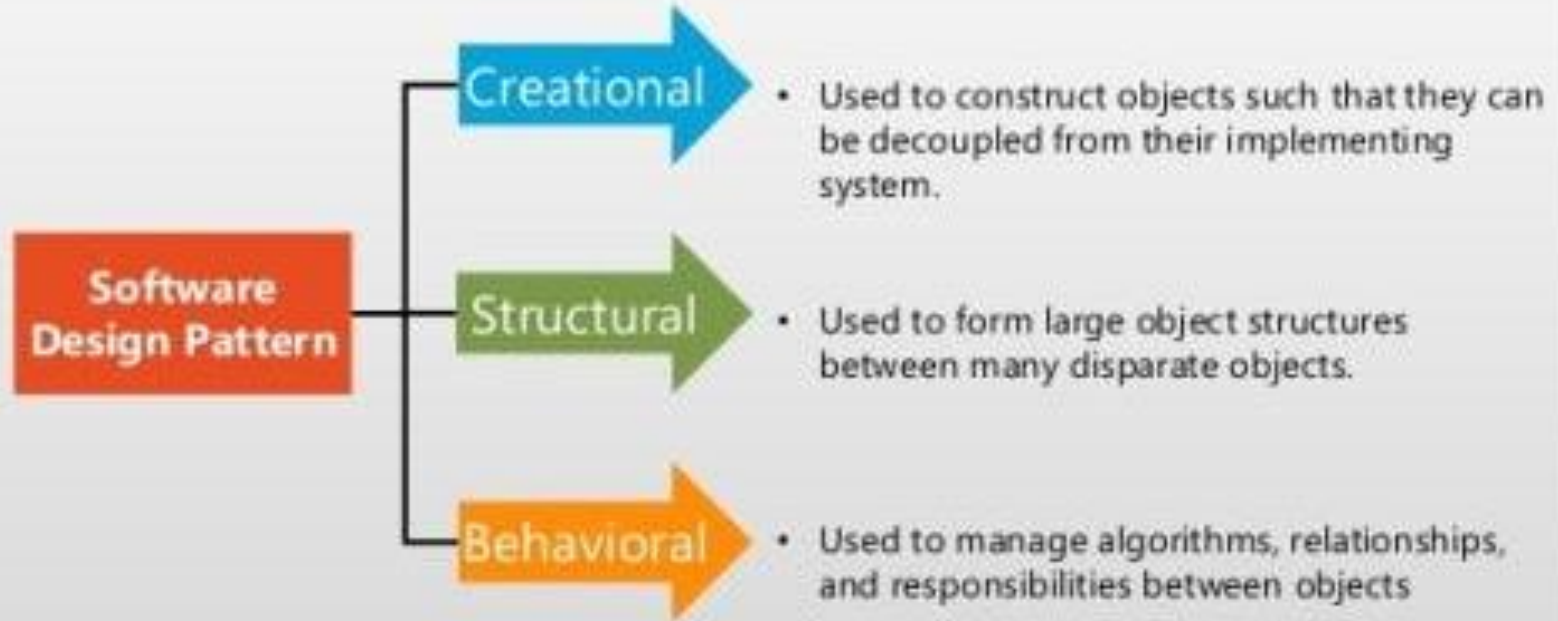 Software
Design Pattern
Creational
• Used to construct objects such that they can
be decoupled from their implementing
system.
Structural
• Used to form large object structures
between many disparate objects.
Behavioral
• Used to manage algorithms, relationships,
and responsibilities between objects